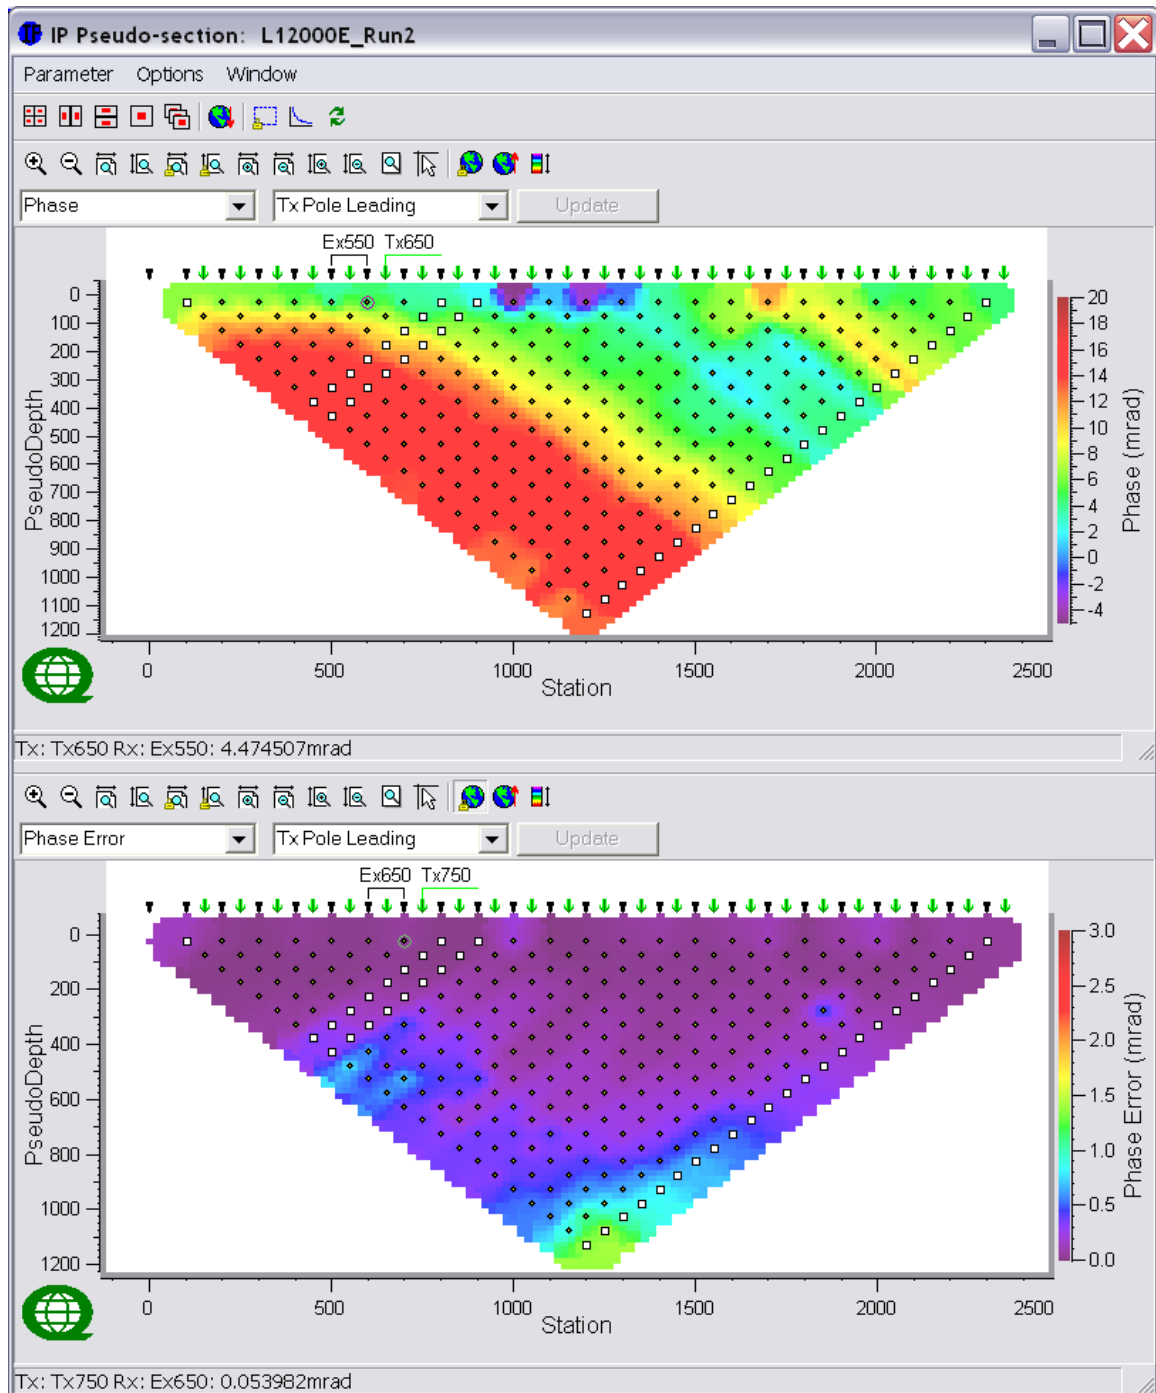 IP Pseudo-section: L12000E_Run2
Parameter Options Window
Phase Tx Pole Leading Update
Ex550 Tx650
0
100
200
300
400
500
600
700
800
900
1000
1100
1200
PseudoDepth
20
18
16
14
12
10
8
6
4
2
0
-2
-4
Phase (mrad)
0 500 1000 1500 2000 2500
Station
Tx: Tx650 Rx: Ex550: 4.474507mrad
Phase Error Tx Pole Leading Update
Ex650 Tx750
0
200
400
600
800
1000
1200
PseudoDepth
3.0
2.5
2.0
1.5
1.0
0.5
0.0
Phase Error (mrad)
0 500 1000 1500 2000 2500
Station
Tx: Tx750 Rx: Ex650: 0.053982mrad